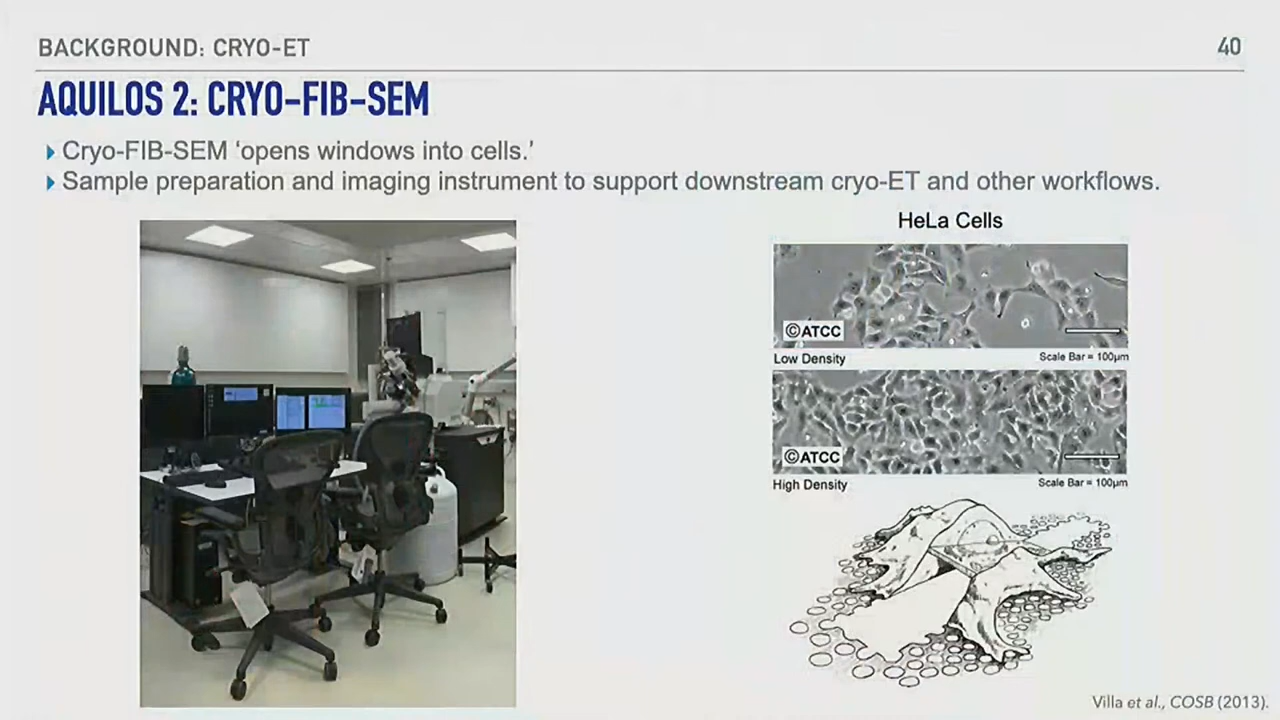 BACKGROUND: CRYO-ET
40
AQUILOS 2: CRYO-FIB-SEM
Cryo-FIB-SEM ‘opens windows into cells.’
Sample preparation and imaging instrument to support downstream cryo-ET and other workflows.
HeLa Cells
©ATCC
Low Density
Scale Bar = 100µm
©ATCC
High Density
Scale Bar = 100µm
Villa et al., COSB (2013).